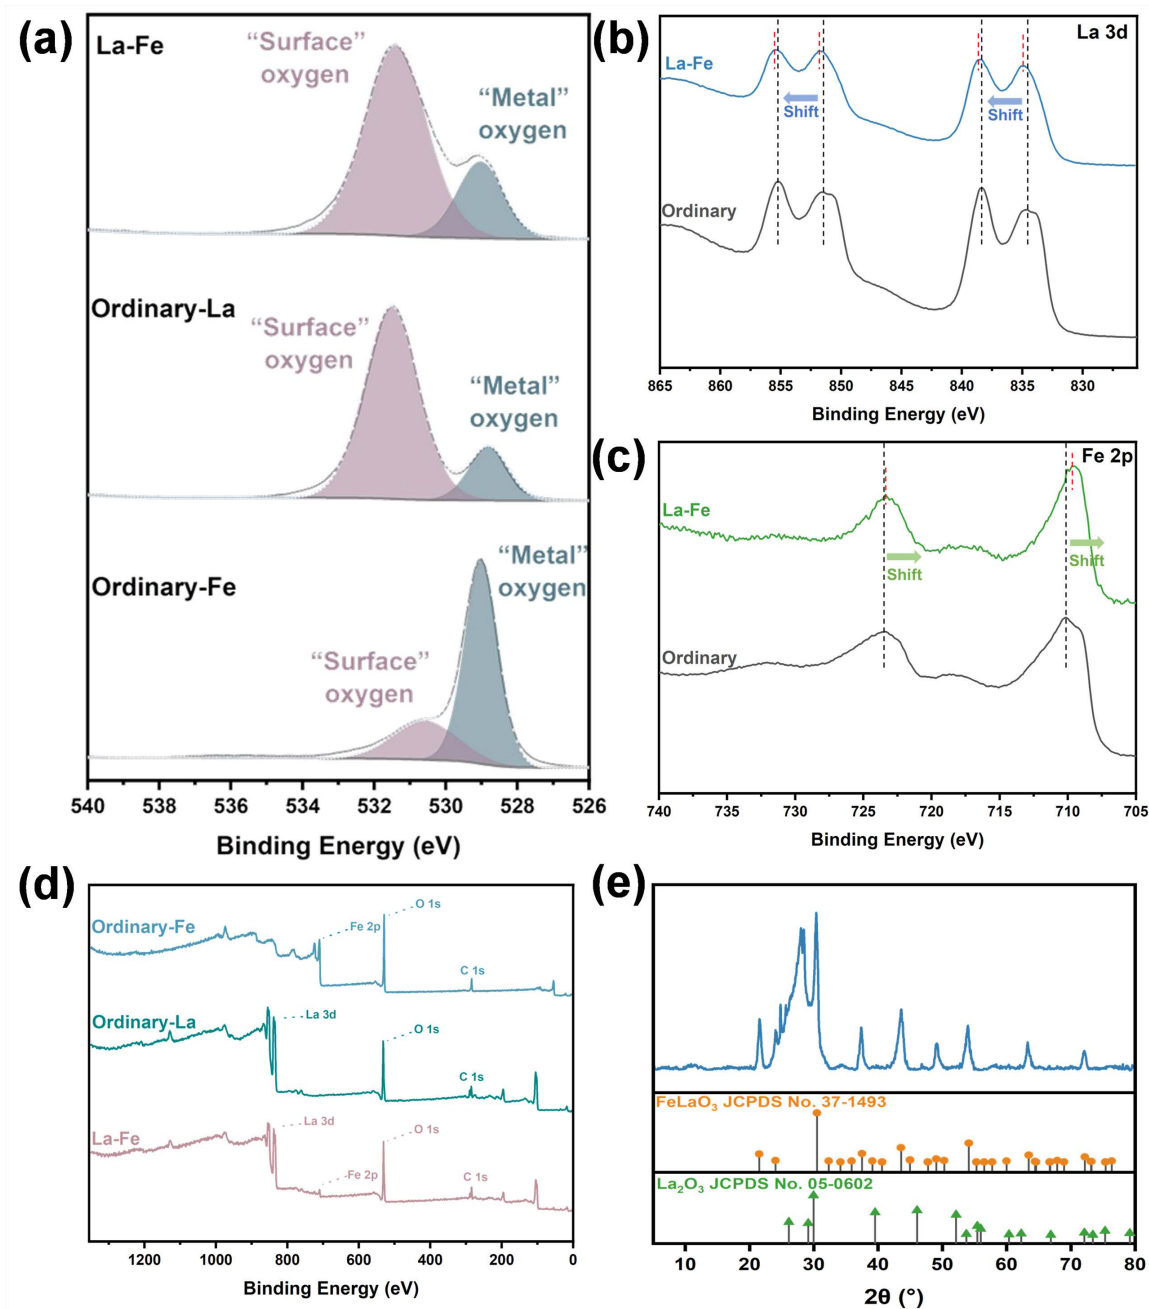 (a)
La-Fe
“Surface”
oxygen
“Metal”
oxygen
Ordinary-La
“Surface”
oxygen
“Metal”
oxygen
Ordinary-Fe
“Metal”
oxygen
“Surface”
oxygen
540 538 536 534 532 530 528 526
Binding Energy (eV)
(b)
La 3d
La-Fe
Shift
Shift
Ordinary
865 860 855 850 845 840 835 830
Binding Energy (eV)
(c)
Fe 2p
La-Fe
Shift
Shift
Ordinary
740 735 730 725 720 715 710 705
Binding Energy (eV)
(d)
Ordinary-Fe
Fe 2p
O 1s
C 1s
Ordinary-La
La 3d
O 1s
C 1s
La-Fe
La 3d
Fe 2p
O 1s
C 1s
1200 1000 800 600 400 200 0
Binding Energy (eV)
(e)
FeLaO₃ JCPDS No. 37-1493
La₂O₃ JCPDS No. 05-0602
10 20 30 40 50 60 70 80
2θ (°)